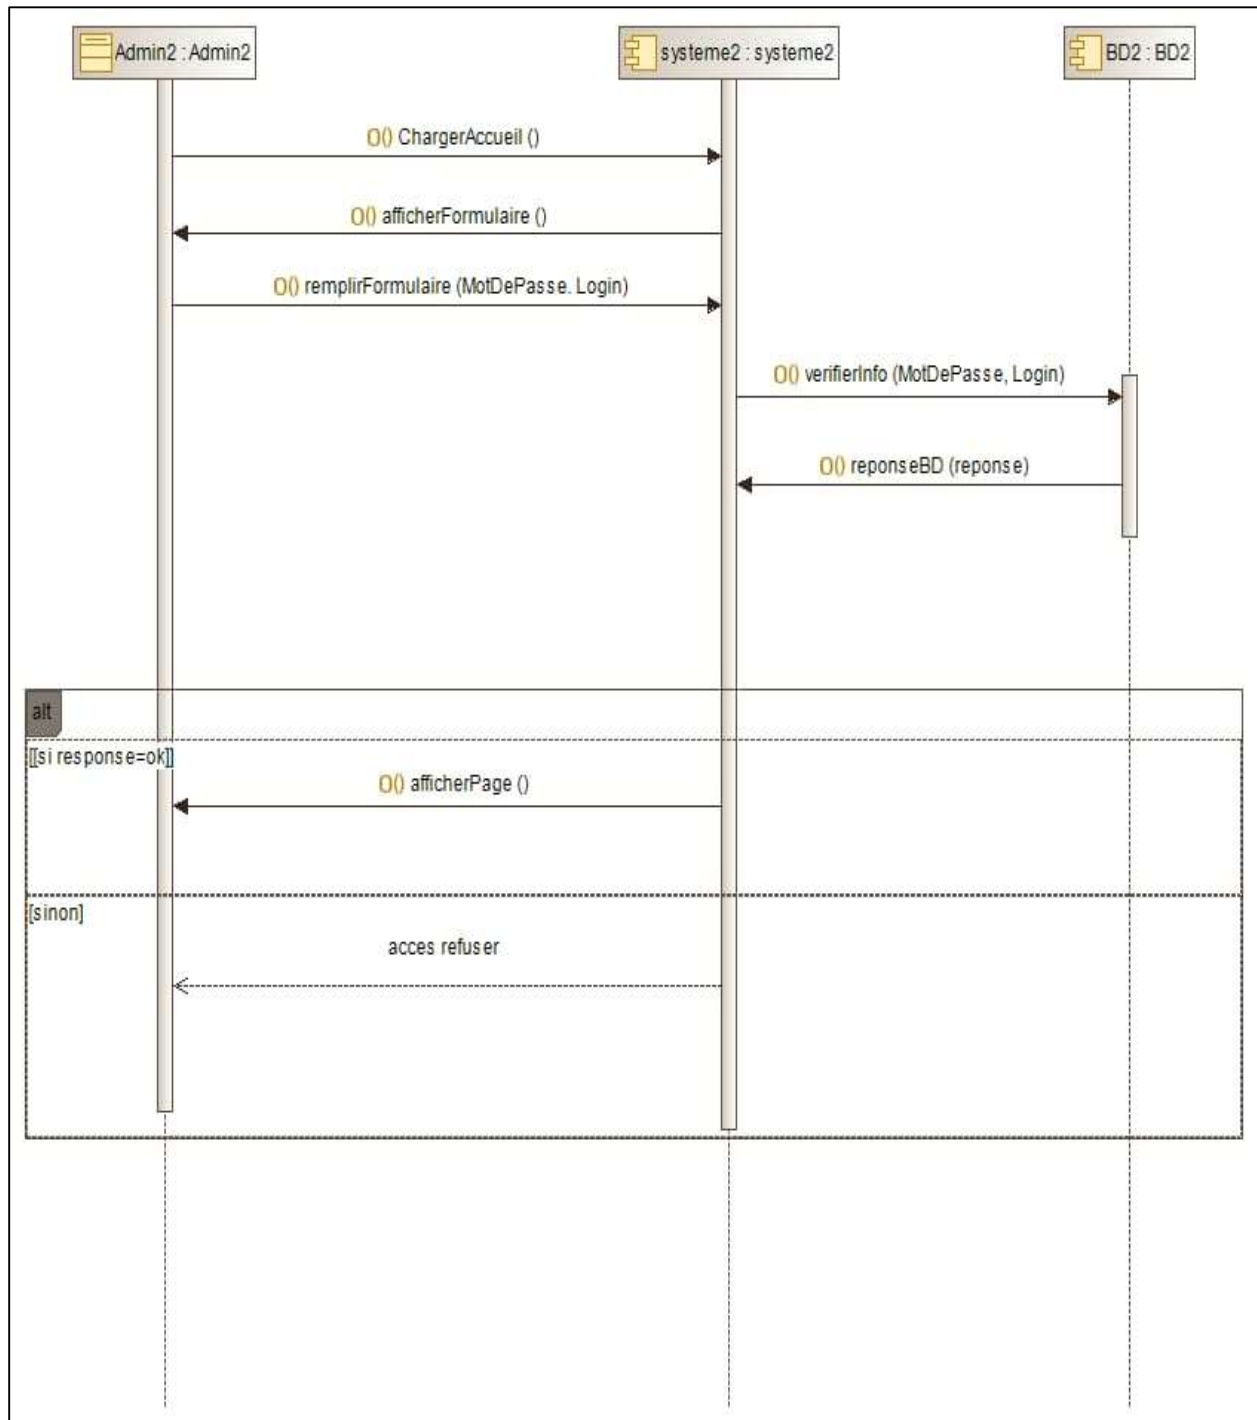 Admin2 : Admin2
systeme2 : systeme2
BD2 : BD2
O() ChargerAccueil ()
O() afficherFormulaire ()
O() remplirFormulaire (MotDePasse. Login)
O() verifierInfo (MotDePasse, Login)
O() reponseBD (reponse)
alt
[[si response=ok]]
O() afficherPage ()
[sinon]
acces refuser